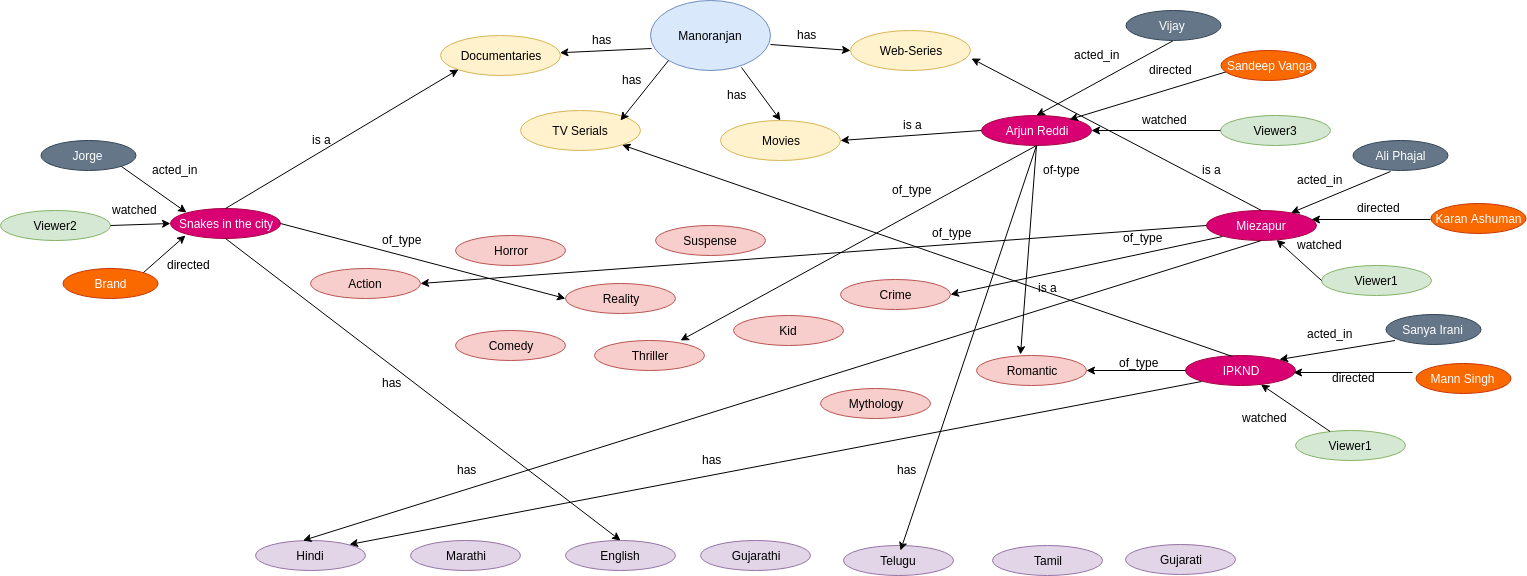 Manoranjan
Vijay
has
has
Web-Series
Documentaries
acted_in
Sandeep Vanga
directed
has
has
TV Serials
Movies
is a
Arjun Reddi
watched
Viewer3
is a
Jorge
acted_in
Ali Phajal
of-type
is a
acted_in
of_type
watched
directed
Viewer2
Snakes in the city
Miezapur
Karan Ashuman
of_type
Suspense
of_type
of_type
watched
Horror
directed
Brand
Action
Reality
Crime
is a
Viewer1
Kid
Sanya Irani
acted_in
Comedy
Thriller
Romantic
of_type
IPKND
directed
Mann Singh
has
Mythology
watched
Viewer1
has
has
has
Hindi
Marathi
English
Gujarathi
Telugu
Tamil
Gujarati